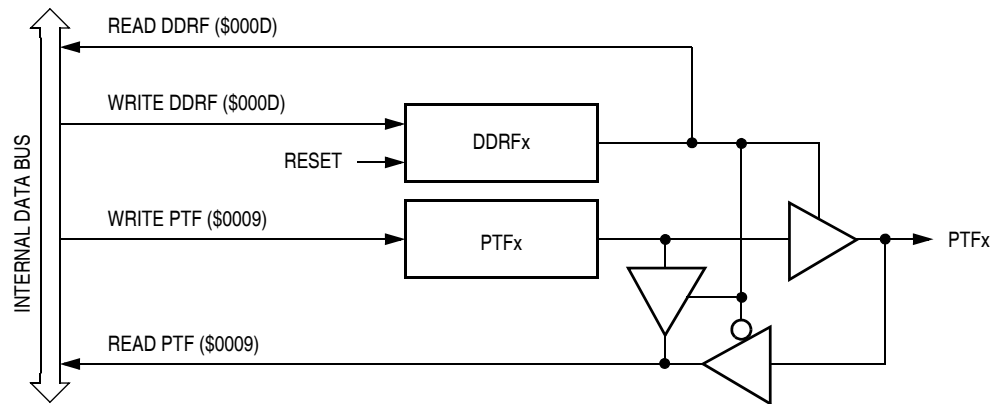 READ DDRF ($000D)
WRITE DDRF ($000D)
DDRFx
RESET
INTERNAL DATA BUS
WRITE PTF ($0009)
PTFx
PTFx
READ PTF ($0009)